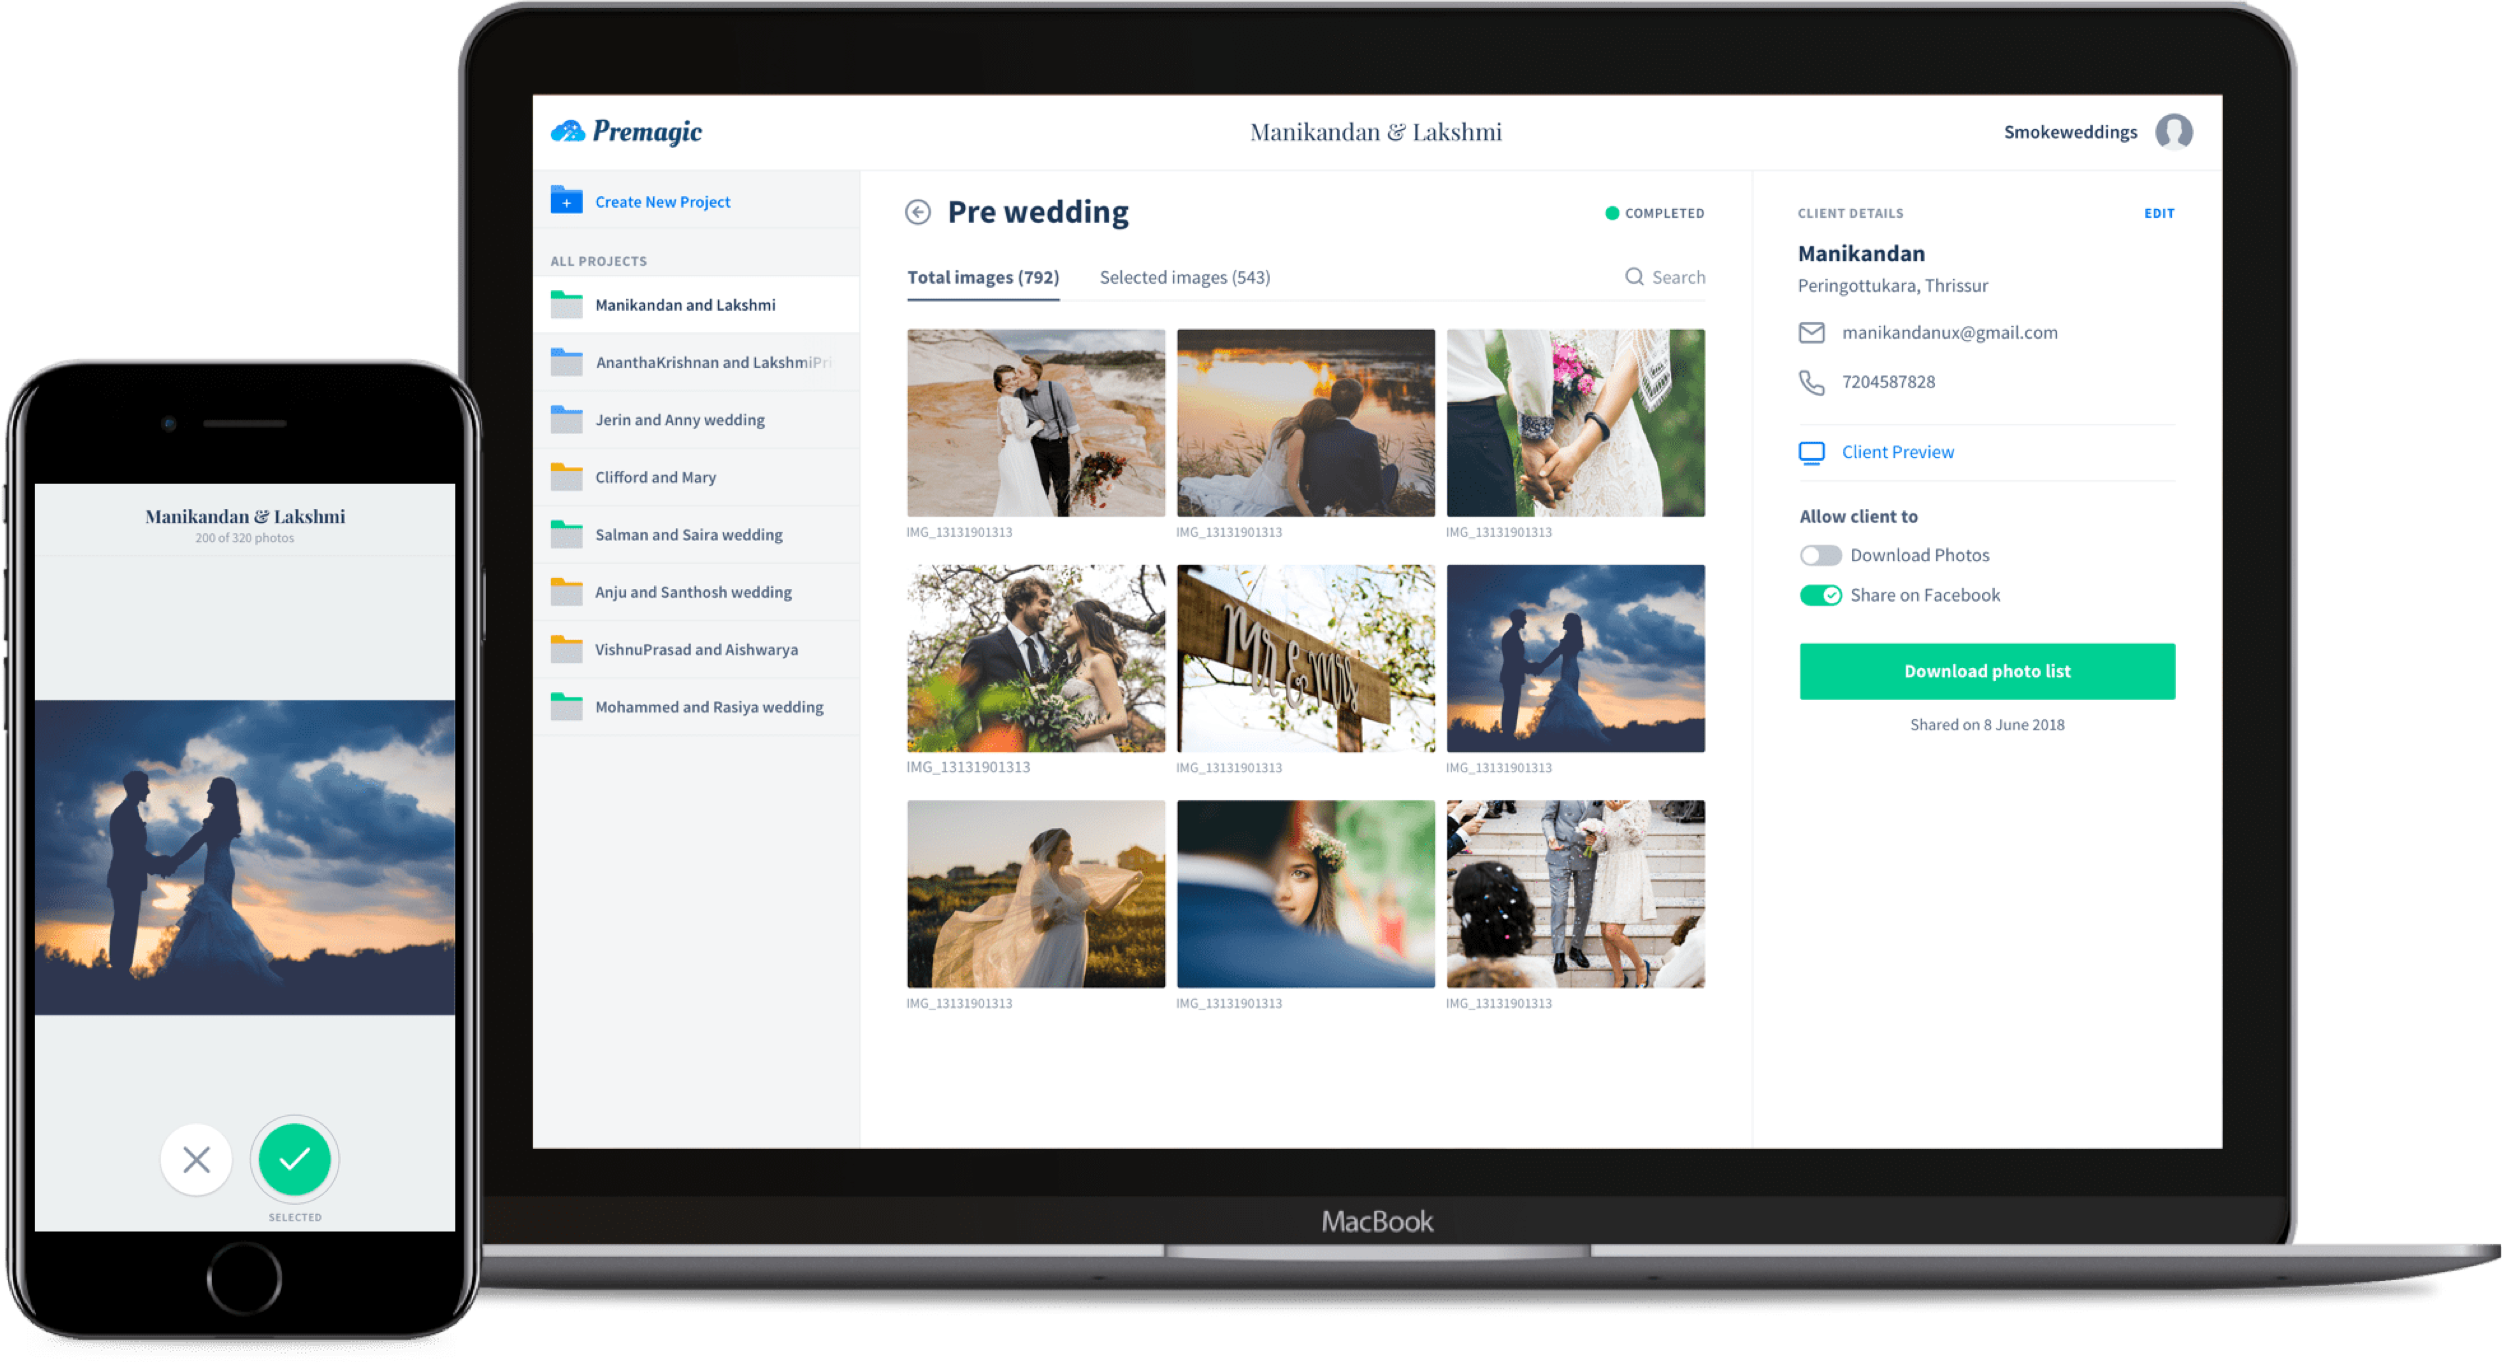 Premagic
Manikandan & Lakshmi
Smokeweddings
Create New Project
ALL PROJECTS
Manikandan and Lakshmi
AnanthaKrishnan and LakshmiPri
Jerin and Anny wedding
Clifford and Mary
Salman and Saira wedding
Anju and Santhosh wedding
VishnuPrasad and Aishwarya
Mohammed and Rasiya wedding
Pre wedding
COMPLETED
Total images (792)
Selected images (543)
Search
IMG_13131901313
IMG_13131901313
IMG_13131901313
Mr & Mrs
IMG_13131901313
IMG_13131901313
IMG_13131901313
IMG_13131901313
IMG_13131901313
IMG_13131901313
CLIENT DETAILS
EDIT
Manikandan
Peringottukara, Thrissur
manikandanux@gmail.com
7204587828
Client Preview
Allow client to
Download Photos
Share on Facebook
Download photo list
Shared on 8 June 2018
MacBook
Manikandan & Lakshmi
200 of 320 photos
SELECTED